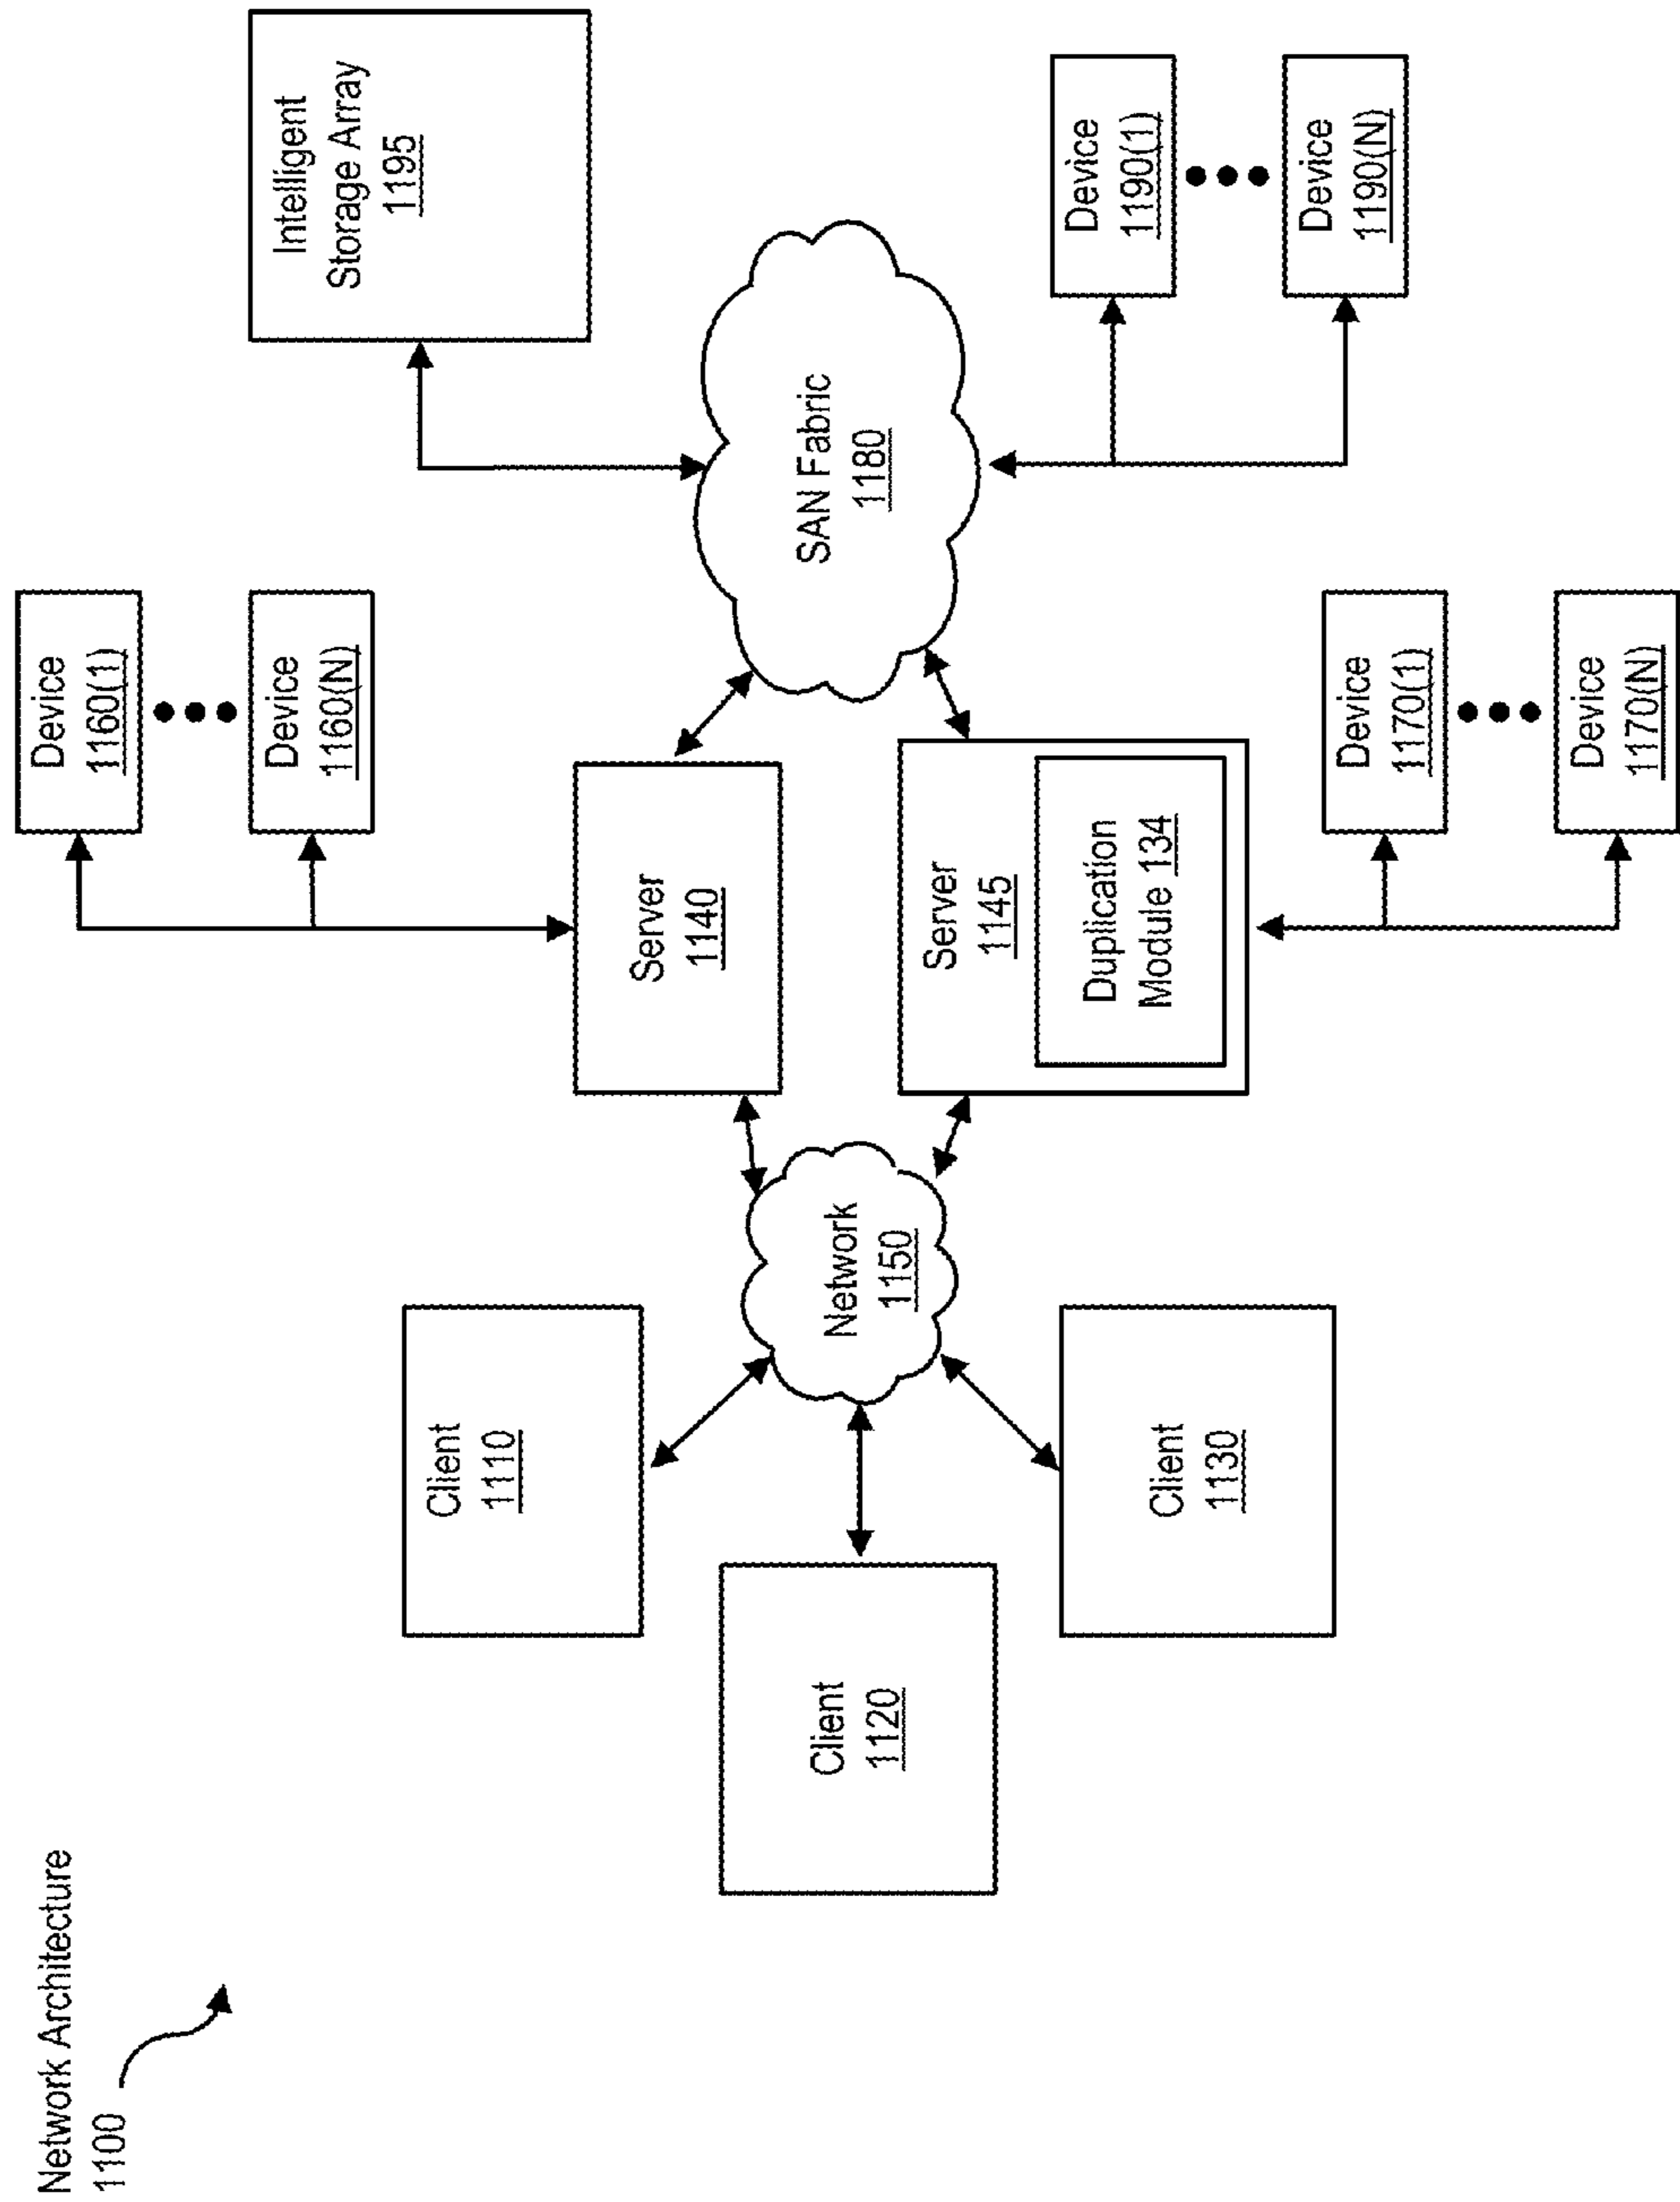 Network Architecture
1100
Device
1160(1)
Device
1160(N)
Intelligent
Storage Array
1195
Client
1110
Server
1140
Client
1120
Network
1150
SAN Fabric
1180
Server
1145
Duplication
Module 134
Device
1190(1)
Device
1190(N)
Client
1130
Device
1170(1)
Device
1170(N)